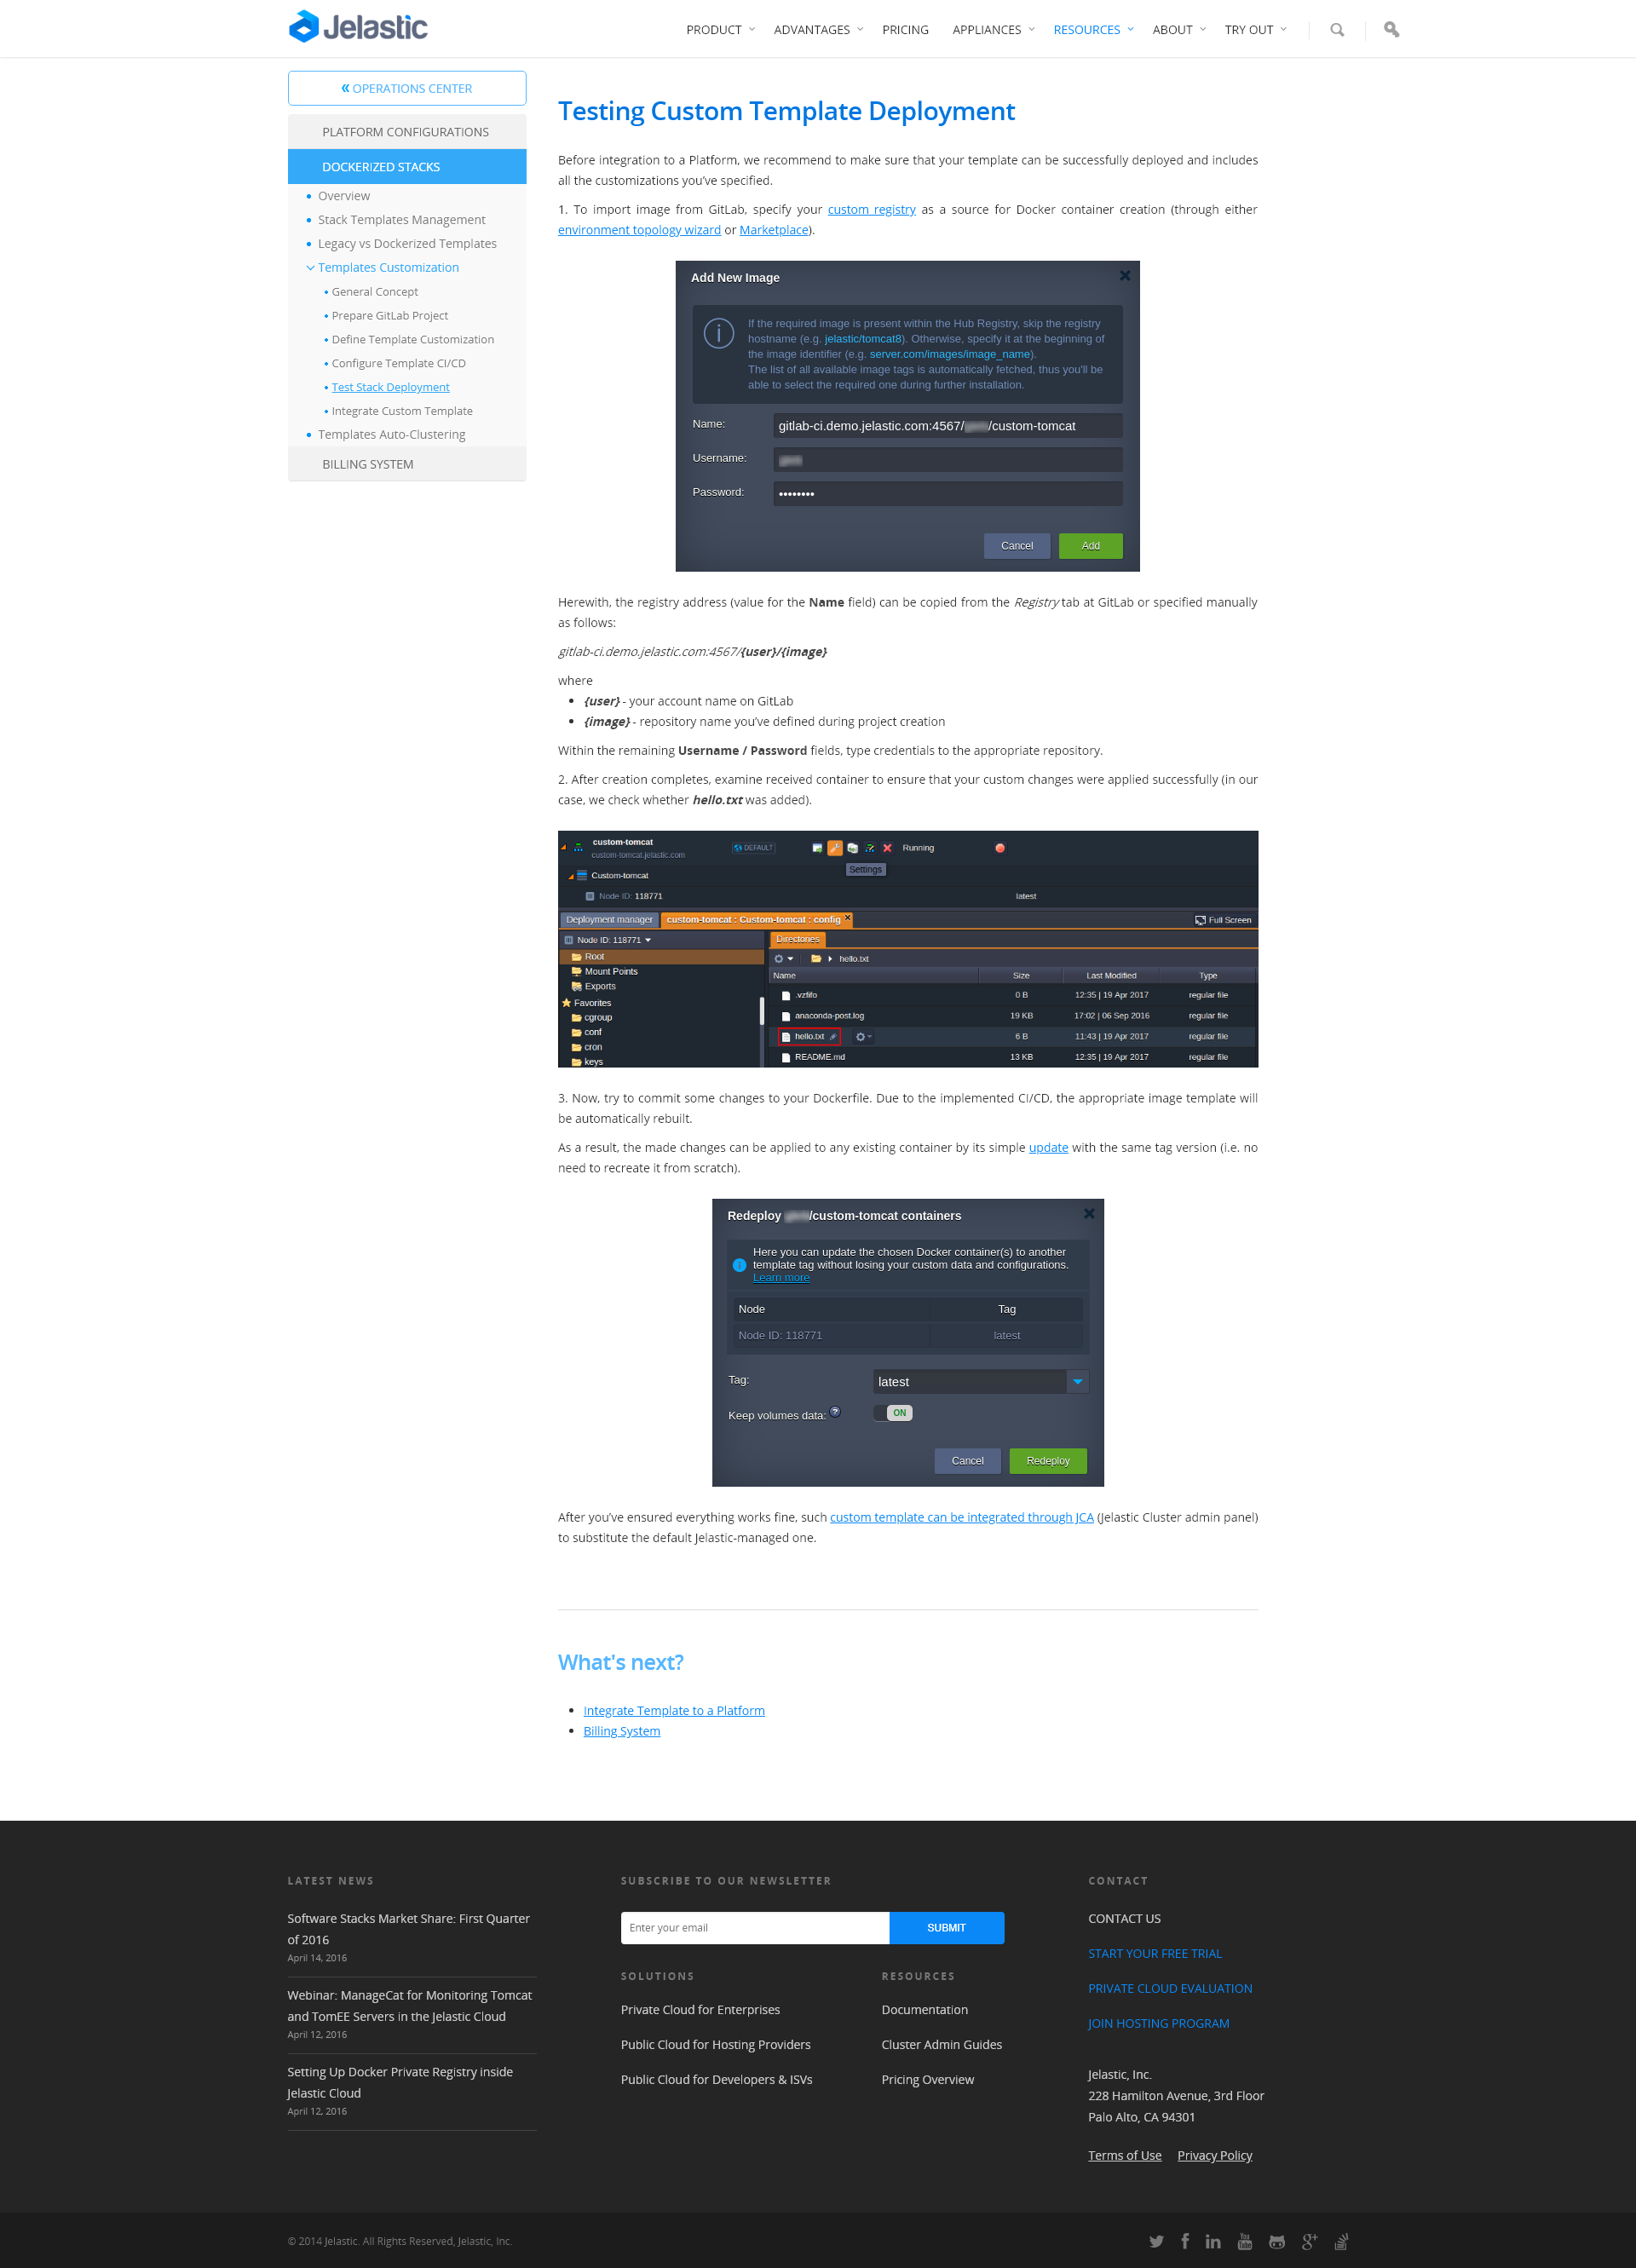 Jelastic
PRODUCT ADVANTAGES PRICING APPLIANCES RESOURCES ABOUT TRY OUT
« OPERATIONS CENTER
PLATFORM CONFIGURATIONS
DOCKERIZED STACKS
Overview
Stack Templates Management
Legacy vs Dockerized Templates
Templates Customization
General Concept
Prepare GitLab Project
Define Template Customization
Configure Template CI/CD
Test Stack Deployment
Integrate Custom Template
Templates Auto-Clustering
BILLING SYSTEM
Testing Custom Template Deployment
Before integration to a Platform, we recommend to make sure that your template can be successfully deployed and includes
all the customizations you’ve specified.
1. To import image from GitLab, specify your custom registry as a source for Docker container creation (through either
environment topology wizard or Marketplace).
Add New Image
If the required image is present within the Hub Registry, skip the registry
hostname (e.g. jelastic/tomcat8). Otherwise, specify it at the beginning of
the image identifier (e.g. server.com/images/image_name).
The list of all available image tags is automatically fetched, thus you'll be
able to select the required one during further installation.
Name: gitlab-ci.demo.jelastic.com:4567/ /custom-tomcat
Username:
Password: ••••••••
Cancel Add
Herewith, the registry address (value for the Name field) can be copied from the Registry tab at GitLab or specified manually
as follows:
gitlab-ci.demo.jelastic.com:4567/{user}/{image}
where
{user} - your account name on GitLab
{image} - repository name you’ve defined during project creation
Within the remaining Username / Password fields, type credentials to the appropriate repository.
2. After creation completes, examine received container to ensure that your custom changes were applied successfully (in our
case, we check whether hello.txt was added).
custom-tomcat
custom-tomcat.jelastic.com DEFAULT Running
Settings
Custom-tomcat
Node ID: 118771 latest
Deployment manager custom-tomcat : Custom-tomcat : config × Full Screen
Node ID: 118771 Directories
Root
Mount Points
Exports
Favorites
cgroup
conf
cron
keys
hello.txt
Name Size Last Modified Type
.vzfifo 0 B 12:35 | 19 Apr 2017 regular file
anaconda-post.log 19 KB 17:02 | 06 Sep 2016 regular file
hello.txt 6 B 11:43 | 19 Apr 2017 regular file
README.md 13 KB 12:35 | 19 Apr 2017 regular file
3. Now, try to commit some changes to your Dockerfile. Due to the implemented CI/CD, the appropriate image template will
be automatically rebuilt.
As a result, the made changes can be applied to any existing container by its simple update with the same tag version (i.e. no
need to recreate it from scratch).
Redeploy /custom-tomcat containers
Here you can update the chosen Docker container(s) to another
template tag without losing your custom data and configurations.
Learn more
Node Tag
Node ID: 118771 latest
Tag: latest
Keep volumes data: ? ON
Cancel Redeploy
After you’ve ensured everything works fine, such custom template can be integrated through JCA (Jelastic Cluster admin panel)
to substitute the default Jelastic-managed one.
What's next?
Integrate Template to a Platform
Billing System
LATEST NEWS
Software Stacks Market Share: First Quarter
of 2016
April 14, 2016
Webinar: ManageCat for Monitoring Tomcat
and TomEE Servers in the Jelastic Cloud
April 12, 2016
Setting Up Docker Private Registry inside
Jelastic Cloud
April 12, 2016
SUBSCRIBE TO OUR NEWSLETTER
Enter your email SUBMIT
SOLUTIONS
Private Cloud for Enterprises
Public Cloud for Hosting Providers
Public Cloud for Developers & ISVs
RESOURCES
Documentation
Cluster Admin Guides
Pricing Overview
CONTACT
CONTACT US
START YOUR FREE TRIAL
PRIVATE CLOUD EVALUATION
JOIN HOSTING PROGRAM
Jelastic, Inc.
228 Hamilton Avenue, 3rd Floor
Palo Alto, CA 94301
Terms of Use Privacy Policy
© 2014 Jelastic. All Rights Reserved, Jelastic, Inc.